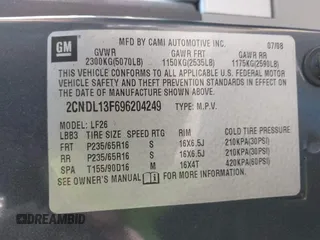 GM
MFD BY CAMI AUTOMOTIVE INC.
07/08
GVWR GAWR FRT GAWR RR
2300KG(5070LB) 1150KG(2535LB) 1175KG(2590LB)
THIS VEHICLE CONFORMS TO ALL APPLICABLE U.S. FEDERAL
MOTOR VEHICLE SAFETY, BUMPER, AND THEFT
PREVENTION STANDARDS IN EFFECT ON THE DATE
OF MANUFACTURE SHOWN ABOVE.
2CNDL13F696204249 TYPE: M.P.V.
MODEL: LF26
LBB3 TIRE SIZE SPEED RTG RIM COLD TIRE PRESSURE
FRT P235/65R16 S 16X6.5J 210KPA(30PSI)
RR P235/65R16 S 16X6.5J 210KPA(30PSI)
SPA T155/90D16 M 16X4T 420KPA(60PSI)
SEE OWNER'S MANUAL FOR MORE INFORMATION
DREAMBID